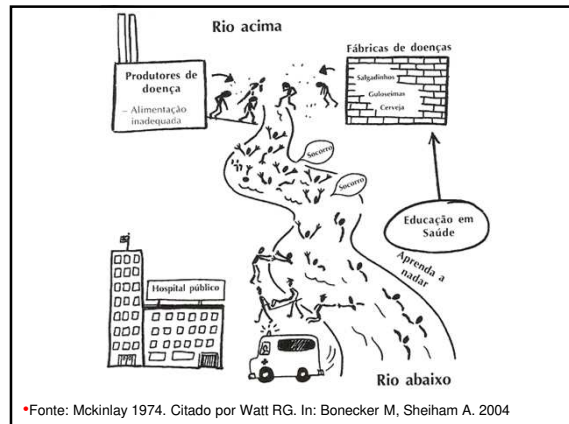 Rio acima
Produtores de
doença
– Alimentação
inadequada
Fábricas de doenças
Salgadinhos
Guloseimas
Cerveja
Socorro
Socorro
Educação em
Saúde
Aprenda a
nadar
Hospital público
Rio abaixo
•Fonte: Mckinlay 1974. Citado por Watt RG. In: Bonecker M, Sheiham A. 2004